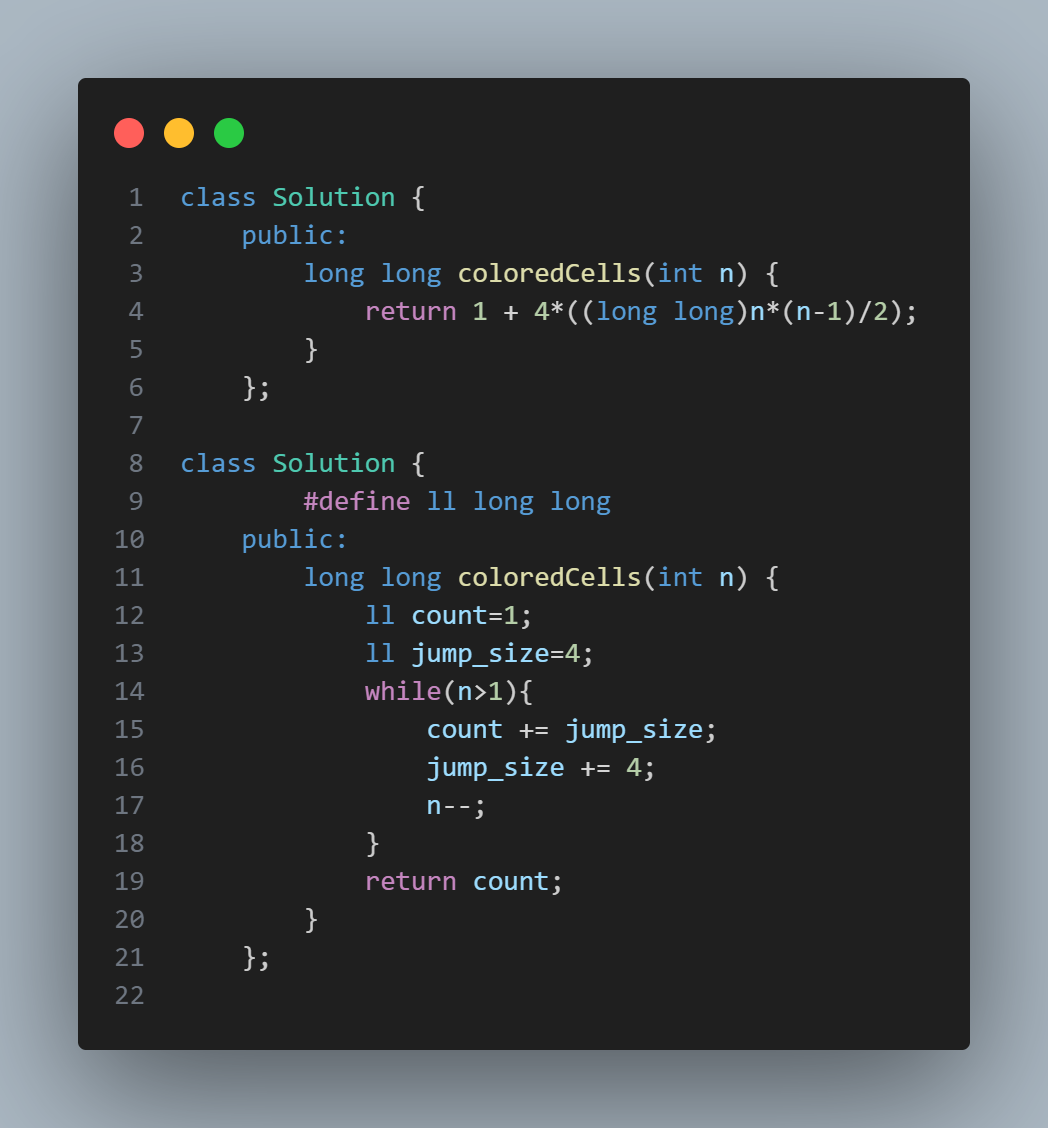 1 class Solution {
2     public:
3         long long coloredCells(int n) {
4             return 1 + 4*((long long)n*(n-1)/2);
5         }
6     };
7
8 class Solution {
9         #define ll long long
10     public:
11         long long coloredCells(int n) {
12             ll count=1;
13             ll jump_size=4;
14             while(n>1){
15                 count += jump_size;
16                 jump_size += 4;
17                 n--;
18             }
19             return count;
20         }
21     };
22